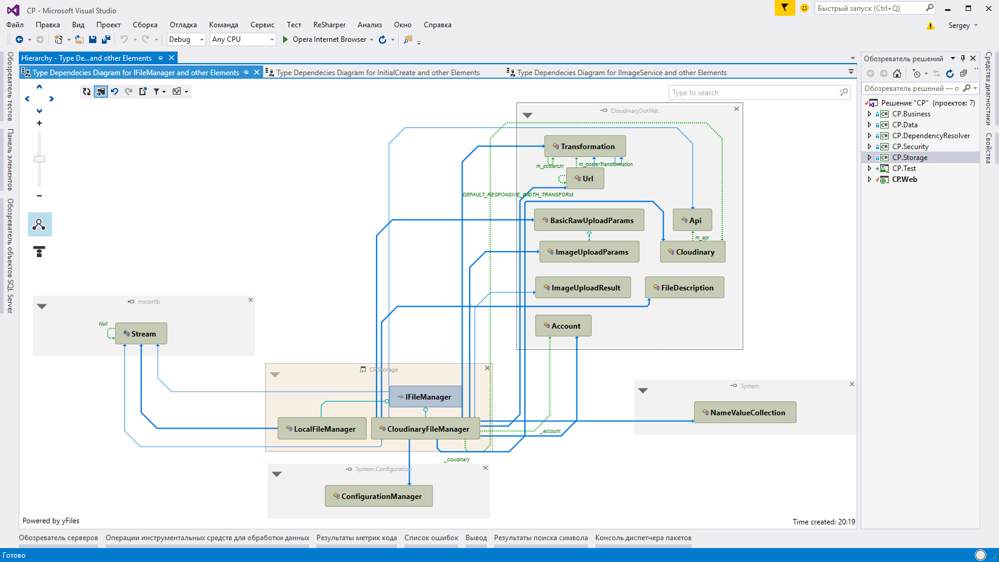 CP - Microsoft Visual Studio
Быстрый запуск (Ctrl+Q)
Файл Правка Вид Проект Сборка Отладка Команда Сервис Тест ReSharper Анализ Окно Справка
Sergey
Debug Any CPU Opera Internet Browser
Обозреватель тестов
Панель элементов
Обозреватель объектов SQL Server
Hierarchy - Type De...and other Elements
Type Dependecies Diagram for IFileManager and other Elements
Type Dependecies Diagram for InitialCreate and other Elements
Type Dependecies Diagram for IImageService and other Elements
Type to search
CloudinaryDotNet
Transformation
m_posterUrl
m_posterTransformation
Url
DEFAULT_RESPONSIVE_WIDTH_TRANSFORM
BasicRawUploadParams
Api
m_api
ImageUploadParams
Cloudinary
ImageUploadResult
FileDescription
Account
mscorlib
Null
Stream
CP.Storage
IFileManager
LocalFileManager
CloudinaryFileManager
_account
_cloudinary
System
NameValueCollection
System.Configuration
ConfigurationManager
Powered by yFiles
Time created: 20:19
Обозреватель решений
Обозреватель решений — п
Решение "CP" (проектов: 7)
CP.Business
CP.Data
CP.DependencyResolver
CP.Security
CP.Storage
CP.Test
CP.Web
Средства диагностики
Свойства
Обозреватель серверов Операции инструментальных средств для обработки данных Результаты метрик кода Список ошибок Вывод Результаты поиска символа Консоль диспетчера пакетов
Готово